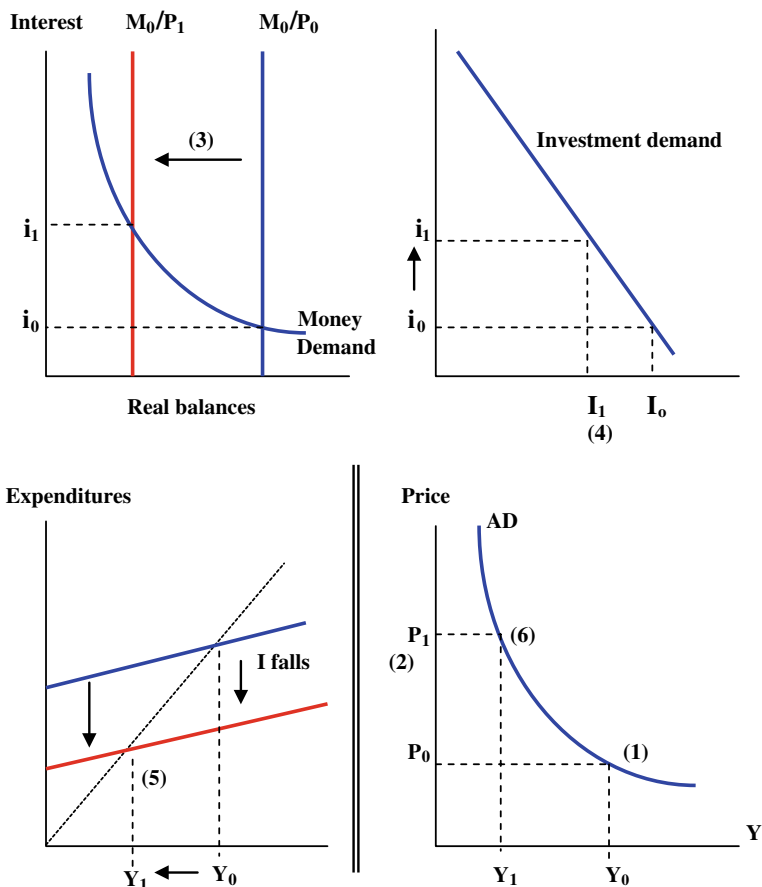 Interest
M₀/P₁
M₀/P₀
(3)
i₁
i₀
Money
Demand
Real balances
Investment demand
i₁
i₀
I₁
Iₒ
(4)
Expenditures
I falls
(5)
Y₁
Y₀
Price
AD
P₁
(6)
(2)
P₀
(1)
Y
Y₁
Y₀